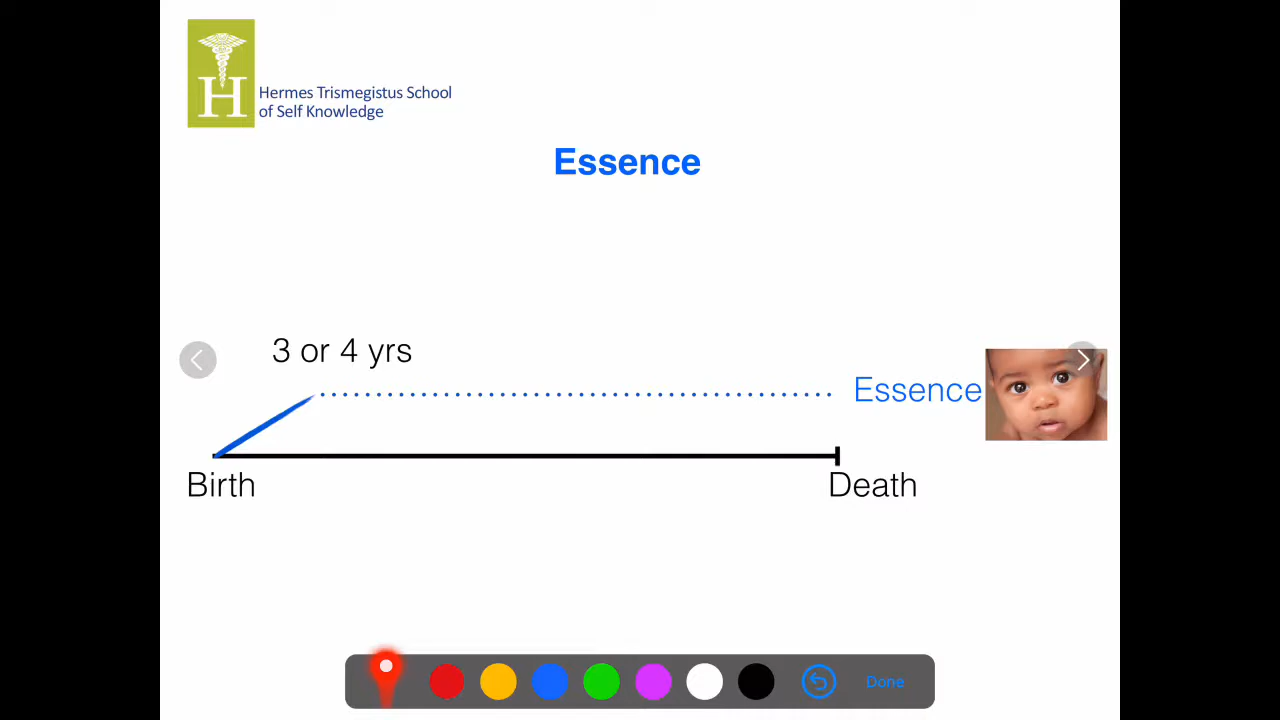 H
Hermes Trismegistus School
of Self Knowledge
Essence
3 or 4 yrs
Essence
Birth
Death
Done